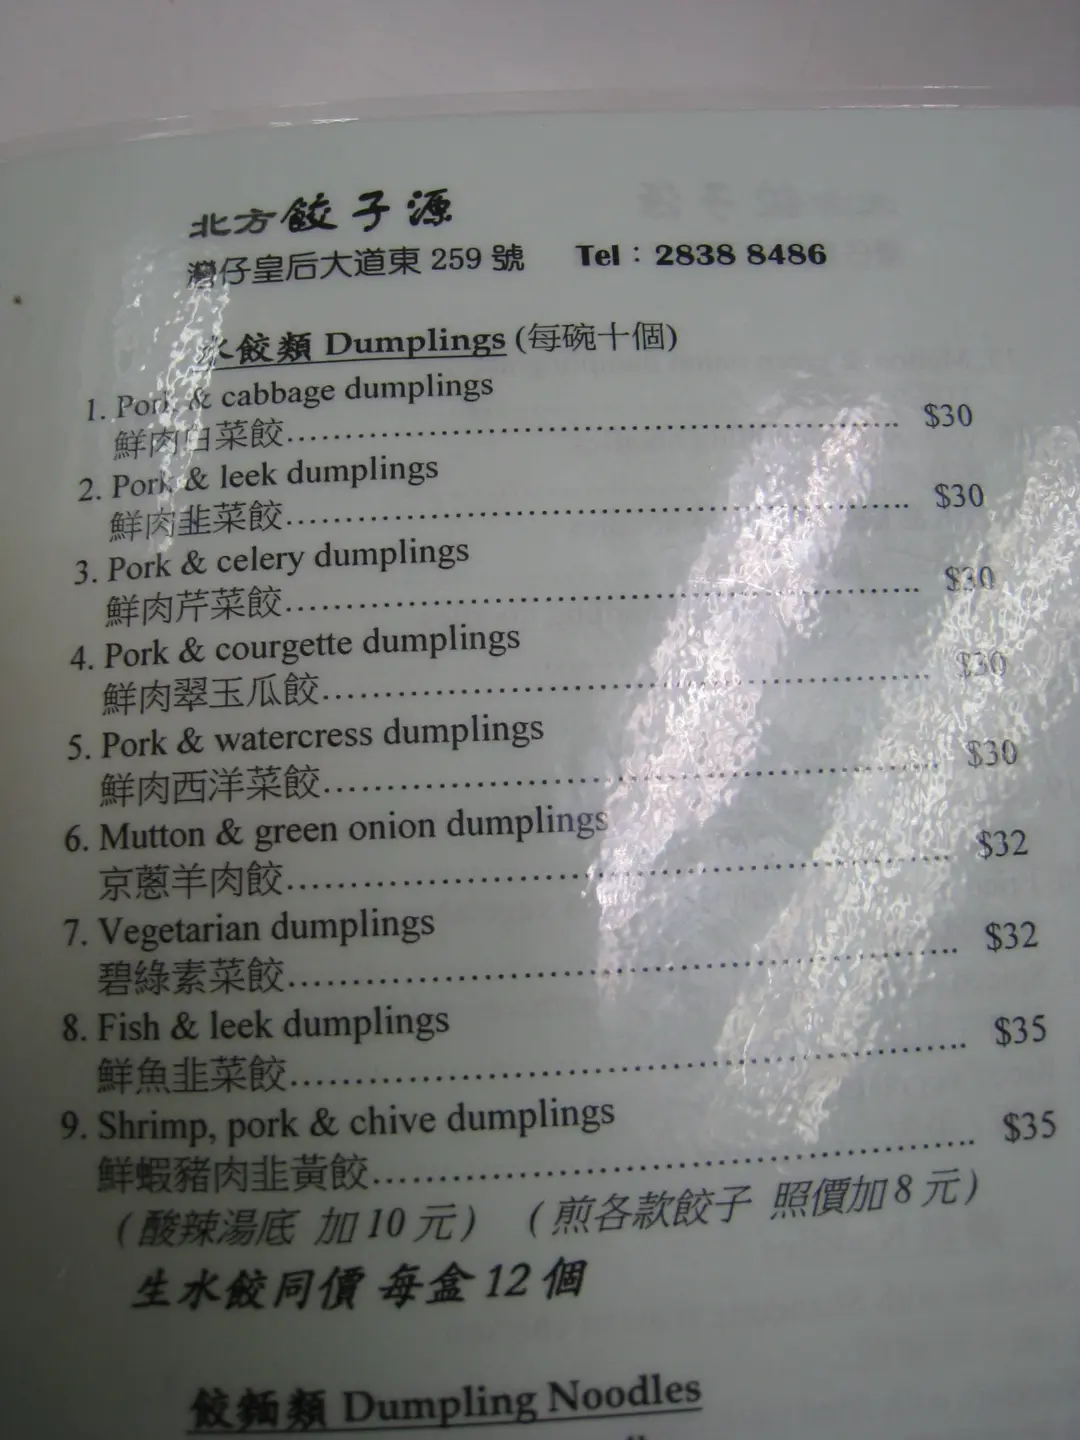 北方餃子源
灣仔皇后大道東 259 號 Tel : 2838 8486
水餃類 Dumplings (每碗十個)
1. Pork & cabbage dumplings
鮮肉白菜餃........................................ $30
2. Pork & leek dumplings
鮮肉韭菜餃........................................ $30
3. Pork & celery dumplings
鮮肉芹菜餃........................................ $30
4. Pork & courgette dumplings
鮮肉翠玉瓜餃........................................ $30
5. Pork & watercress dumplings
鮮肉西洋菜餃........................................ $30
6. Mutton & green onion dumplings
京蔥羊肉餃........................................ $32
7. Vegetarian dumplings
碧綠素菜餃........................................ $32
8. Fish & leek dumplings
鮮魚韭菜餃........................................ $35
9. Shrimp, pork & chive dumplings
鮮蝦豬肉韭黃餃........................................ $35
(酸辣湯底 加10元) (煎各款餃子 照價加8元)
生水餃同價 每盒12個
餃麵類 Dumpling Noodles